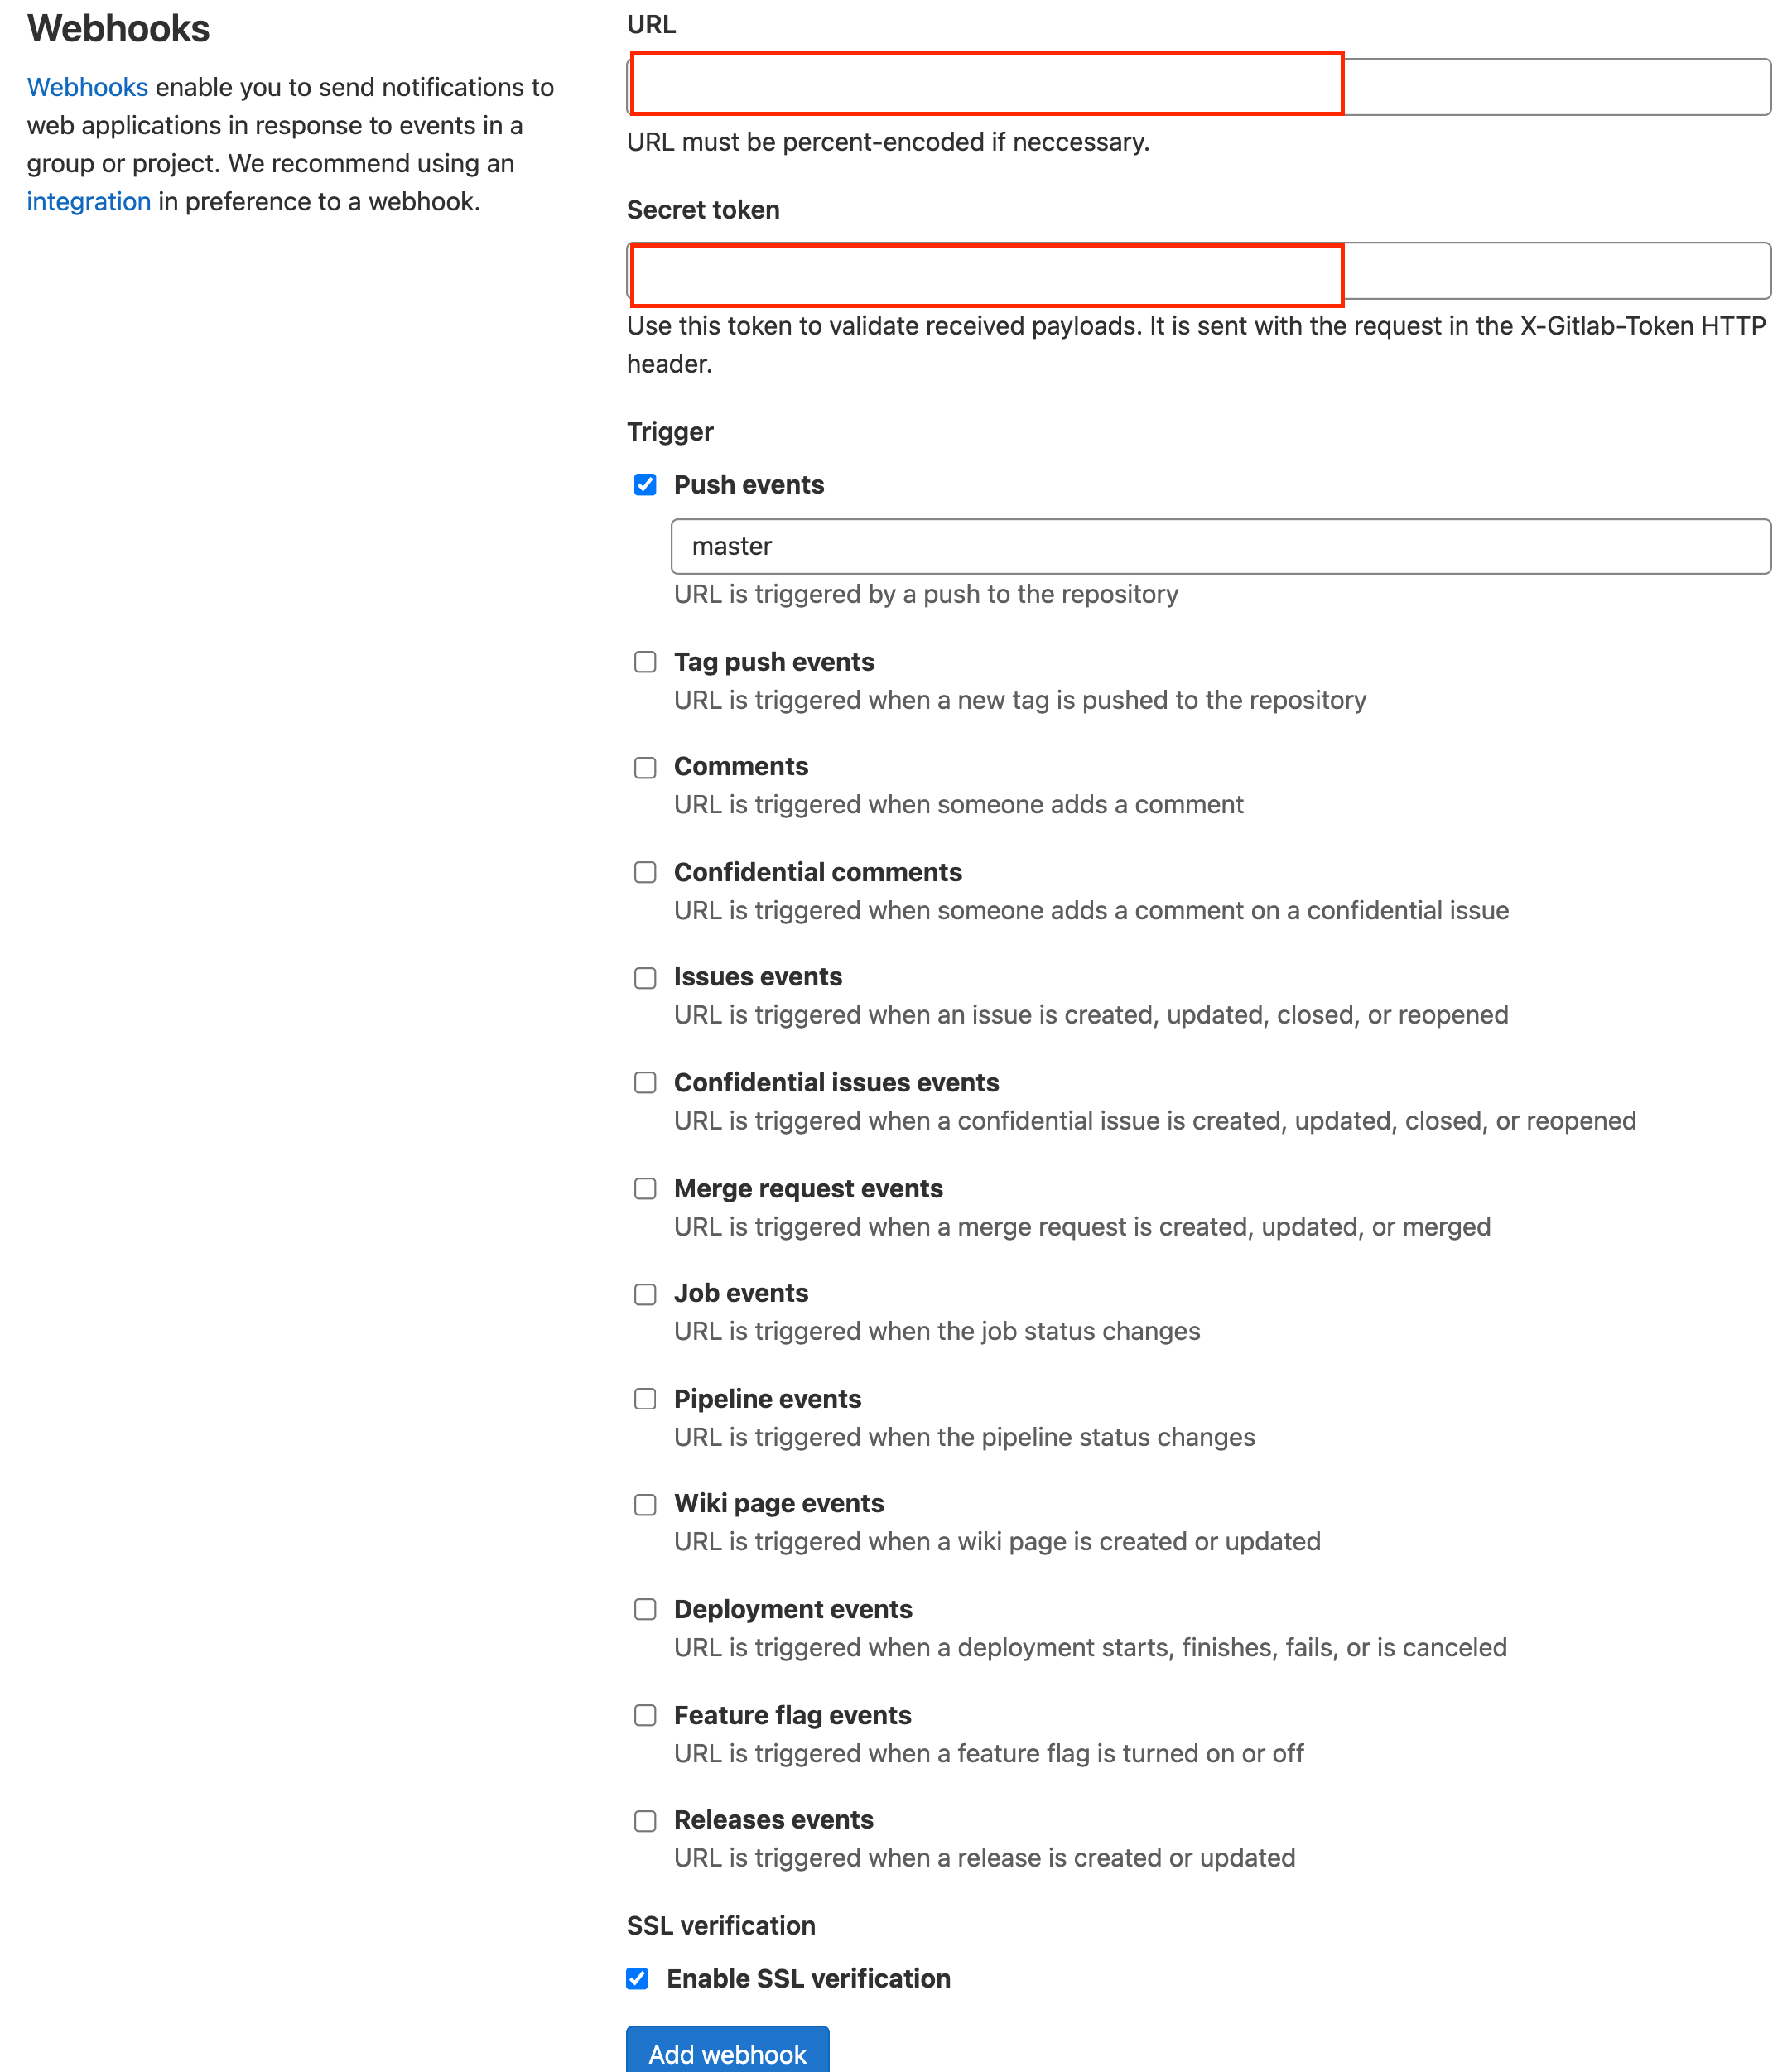 Webhooks
Webhooks enable you to send notifications to
web applications in response to events in a
group or project. We recommend using an
integration in preference to a webhook.
URL
URL must be percent-encoded if neccessary.
Secret token
Use this token to validate received payloads. It is sent with the request in the X-Gitlab-Token HTTP
header.
Trigger
Push events
master
URL is triggered by a push to the repository
Tag push events
URL is triggered when a new tag is pushed to the repository
Comments
URL is triggered when someone adds a comment
Confidential comments
URL is triggered when someone adds a comment on a confidential issue
Issues events
URL is triggered when an issue is created, updated, closed, or reopened
Confidential issues events
URL is triggered when a confidential issue is created, updated, closed, or reopened
Merge request events
URL is triggered when a merge request is created, updated, or merged
Job events
URL is triggered when the job status changes
Pipeline events
URL is triggered when the pipeline status changes
Wiki page events
URL is triggered when a wiki page is created or updated
Deployment events
URL is triggered when a deployment starts, finishes, fails, or is canceled
Feature flag events
URL is triggered when a feature flag is turned on or off
Releases events
URL is triggered when a release is created or updated
SSL verification
Enable SSL verification
Add webhook